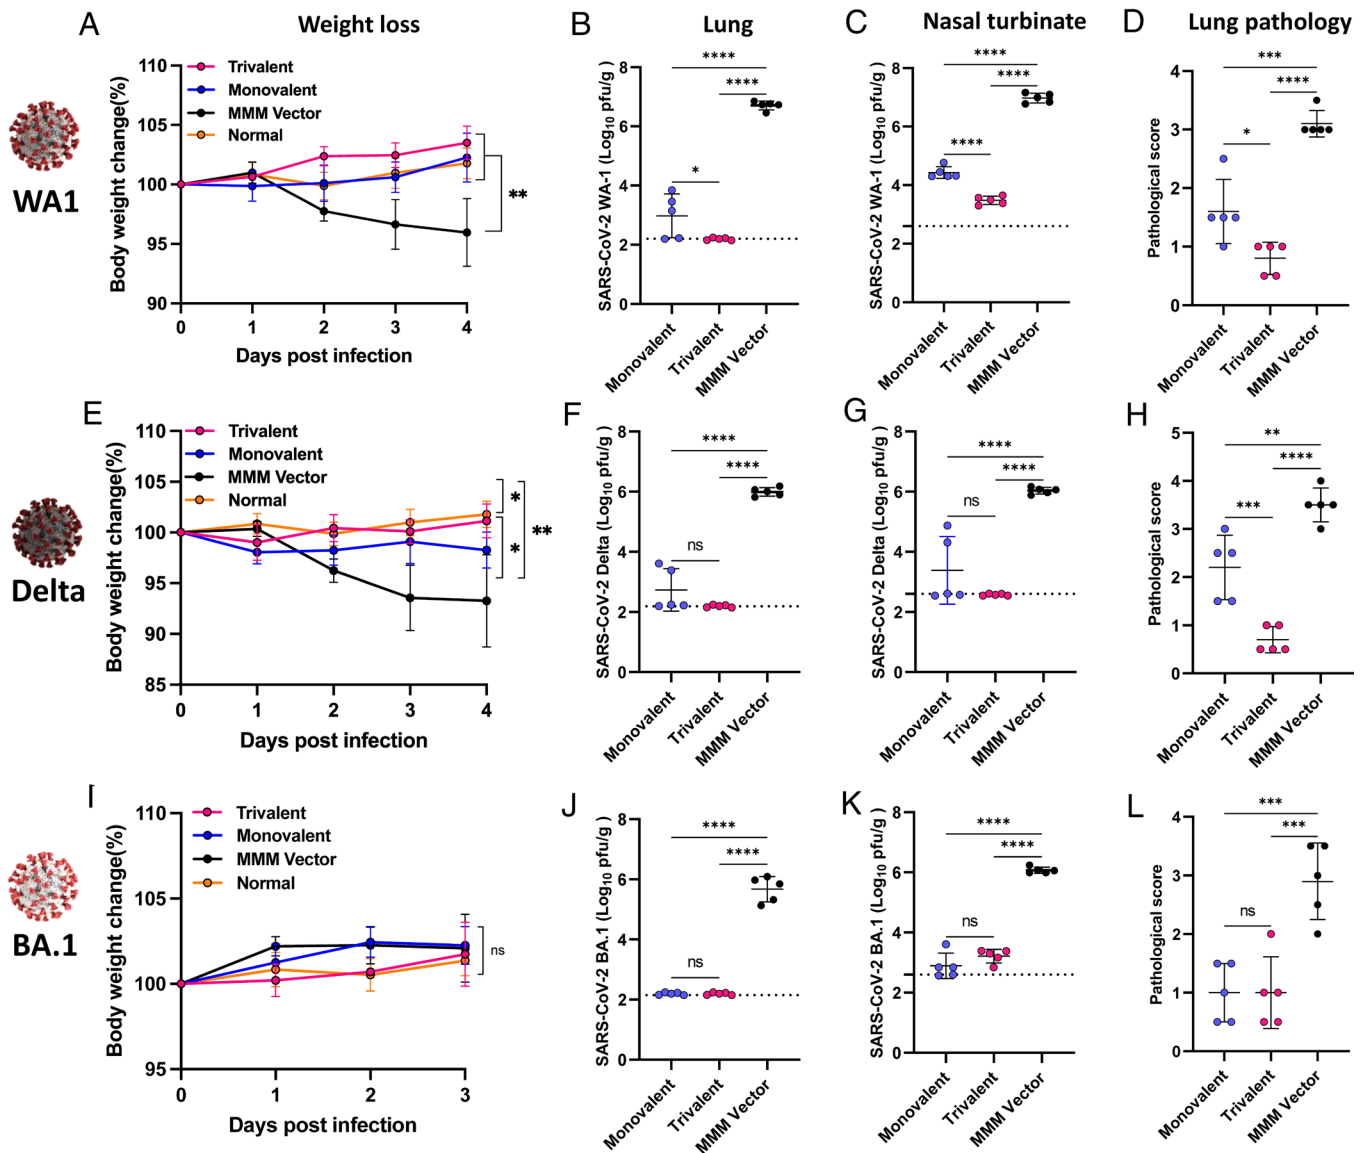 A
Weight loss
B
Lung
C
Nasal turbinate
D
Lung pathology
WA1
Body weight change(%)
110
105
100
95
90
Trivalent
Monovalent
MMM Vector
Normal
**
0 1 2 3 4
Days post infection
SARS-CoV-2 WA-1 (Log10 pfu/g)
8
6
4
2
0
****
****
*
Monovalent
Trivalent
MMM Vector
SARS-CoV-2 WA-1 (Log10 pfu/g)
8
6
4
2
0
****
****
****
Monovalent
Trivalent
MMM Vector
Pathological score
4
3
2
1
0
***
****
*
Monovalent
Trivalent
MMM Vector
E
F
G
H
Delta
Body weight change(%)
110
105
100
95
90
85
Trivalent
Monovalent
MMM Vector
Normal
*
*
**
0 1 2 3 4
Days post infection
SARS-CoV-2 Delta (Log10 pfu/g )
8
6
4
2
0
****
****
ns
Monovalent
Trivalent
MMM Vector
SARS-CoV-2 Delta (Log10 pfu/g )
8
6
4
2
0
****
****
ns
Monovalent
Trivalent
MMM Vector
Pathological score
5
4
3
2
1
0
**
****
***
Monovalent
Trivalent
MMM Vector
I
J
K
L
BA.1
Body weight change(%)
110
105
100
95
Trivalent
Monovalent
MMM Vector
Normal
ns
0 1 2 3
Days post infection
SARS-CoV-2 BA.1 (Log10 pfu/g)
8
6
4
2
0
****
****
ns
Monovalent
Trivalent
MMM Vector
SARS-CoV-2 BA.1 (Log10 pfu/g)
8
6
4
2
0
****
****
ns
Monovalent
Trivalent
MMM Vector
Pathological score
4
3
2
1
0
***
***
ns
Monovalent
Trivalent
MMM Vector